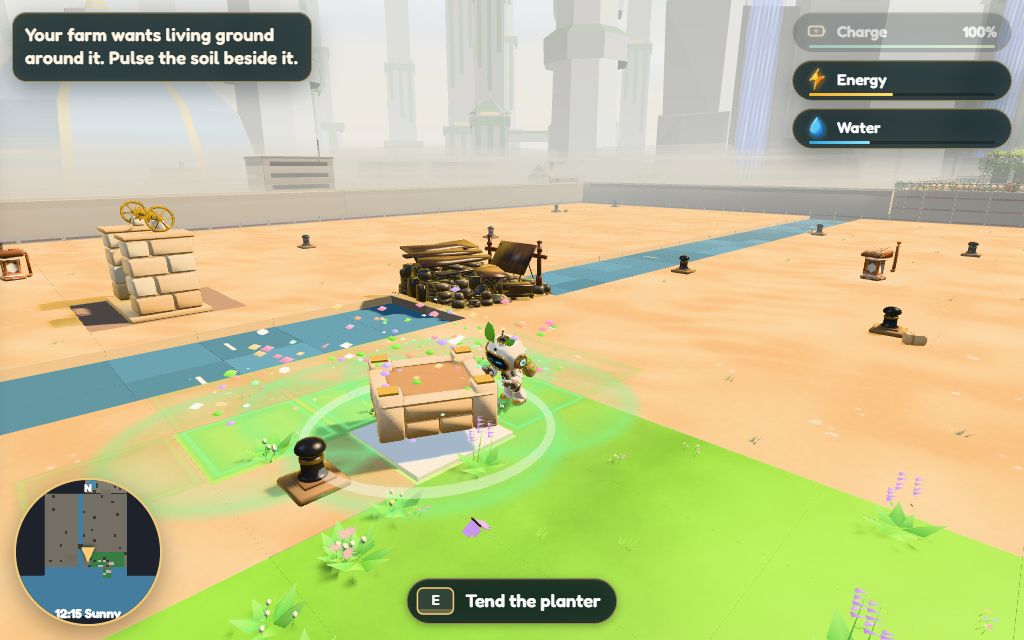 Your farm wants living ground
around it. Pulse the soil beside it.
Charge 100%
Energy
Water
N
12:15 Sunny
E Tend the planter